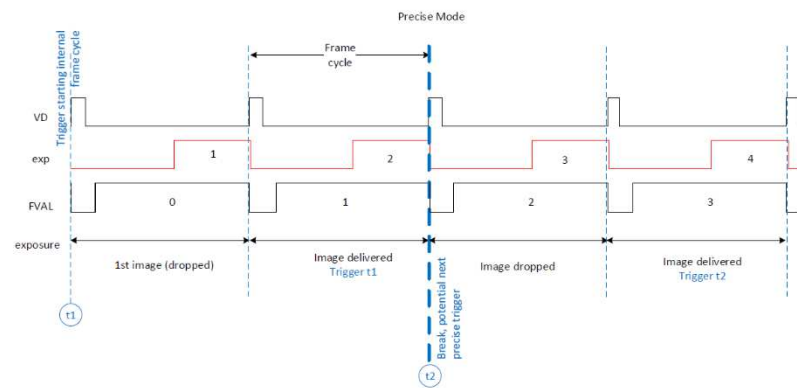 Precise Mode
Trigger starting internal
frame cycle
Frame
cycle
VD
exp
1
2
3
4
FVAL
0
1
2
3
exposure
1st image (dropped)
Image delivered
Trigger t1
Image dropped
Image delivered
Trigger t2
Break, potential next
precise trigger
t1
t2